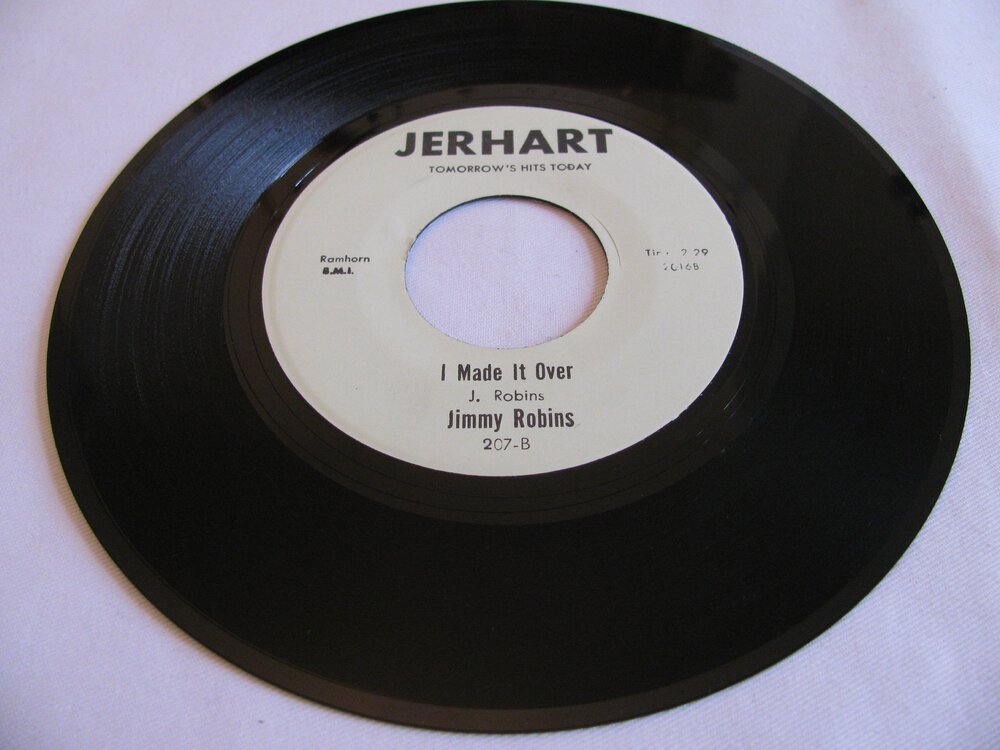 JERHART
TOMORROW'S HITS TODAY
Ramhorn
B.M.I.
2 29
I Made It Over
J. Robins
Jimmy Robins
207-B